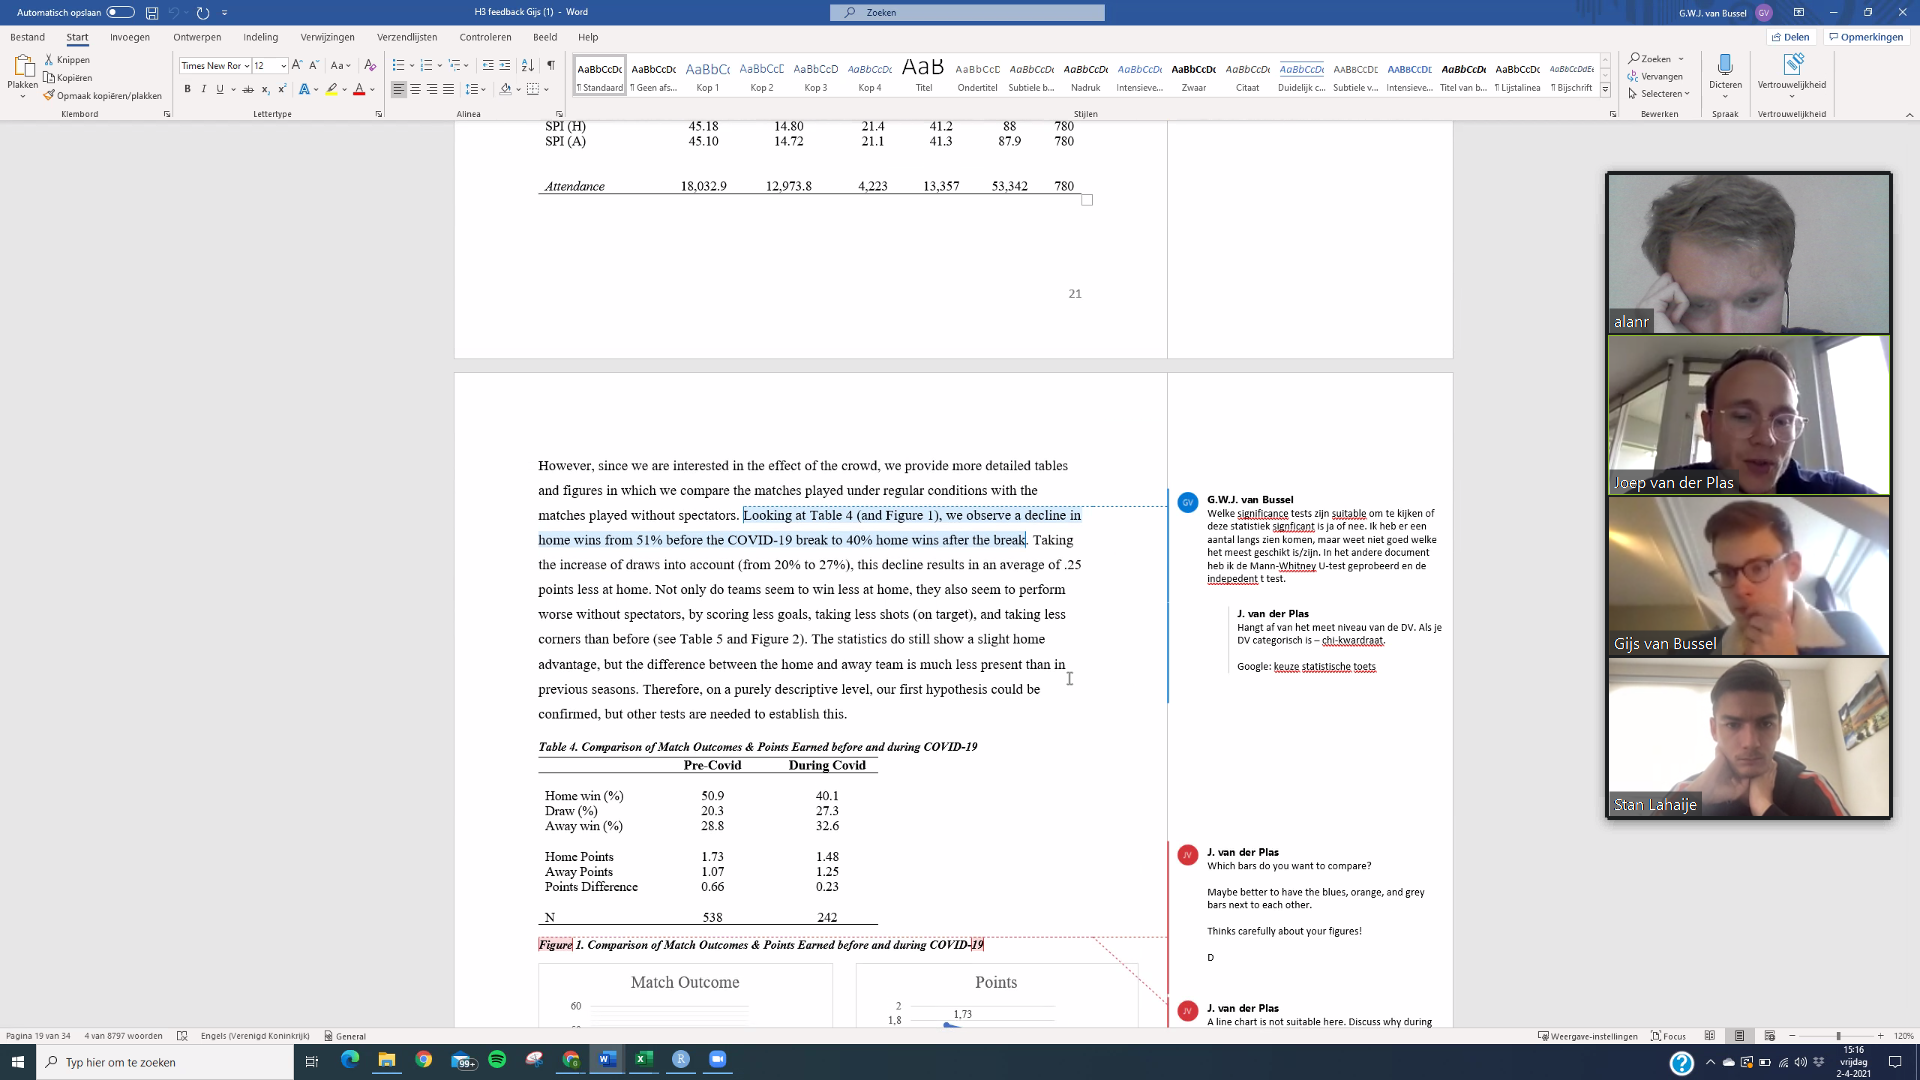 Automatisch opslaan
H3 feedback Gijs (1) - Word
Zoeken
G.W.J. van Bussel GV
Bestand Start Invoegen Ontwerpen Indeling Verwijzingen Verzendlijsten Controleren Beeld Help
Delen Opmerkingen
Plakken
Knippen
Kopiëren
Opmaak kopiëren/plakken
Klembord
Times New Ror 12
Lettertype
Alinea
AaBbCcDc ¶ Standaard
AaBbCcDc ¶ Geen afs...
AaBbCc Kop 1
AaBbCcD Kop 2
AaBbCcD Kop 3
AaBbCcDc Kop 4
AaB Titel
AaBbCcD Ondertitel
AaBbCcDc Subtiele b...
AaBbCcDc Nadruk
AaBbCcDc Intensieve...
AaBbCcDc Zwaar
AaBbCcDc Citaat
AaBbCcDc Duidelijk c...
AABBCCDC Subtiele v...
AABBCCDC Intensieve...
AaBbCcDc Titel van b...
AaBbCcDc ¶ Lijstalinea
AaBbCcDdEe ¶ Bijschrift
Stijlen
Zoeken
Vervangen
Selecteren
Bewerken
Dicteren
Spraak
Vertrouwelijkheid
Vertrouwelijkheid
SPI (H) 45.18 14.80 21.4 41.2 88 780
SPI (A) 45.10 14.72 21.1 41.3 87.9 780
Attendance 18,032.9 12,973.8 4,223 13,357 53,342 780
21
However, since we are interested in the effect of the crowd, we provide more detailed tables
and figures in which we compare the matches played under regular conditions with the
matches played without spectators. Looking at Table 4 (and Figure 1), we observe a decline in
home wins from 51% before the COVID-19 break to 40% home wins after the break. Taking
the increase of draws into account (from 20% to 27%), this decline results in an average of .25
points less at home. Not only do teams seem to win less at home, they also seem to perform
worse without spectators, by scoring less goals, taking less shots (on target), and taking less
corners than before (see Table 5 and Figure 2). The statistics do still show a slight home
advantage, but the difference between the home and away team is much less present than in
previous seasons. Therefore, on a purely descriptive level, our first hypothesis could be
confirmed, but other tests are needed to establish this.
Table 4. Comparison of Match Outcomes & Points Earned before and during COVID-19
Pre-Covid During Covid
Home win (%) 50.9 40.1
Draw (%) 20.3 27.3
Away win (%) 28.8 32.6
Home Points 1.73 1.48
Away Points 1.07 1.25
Points Difference 0.66 0.23
N 538 242
Figure 1. Comparison of Match Outcomes & Points Earned before and during COVID-19
Match Outcome
60
Points
2
1,8
1,73
GV
G.W.J. van Bussel
Welke significance tests zijn suitable om te kijken of
deze statistiek signficant is ja of nee. Ik heb er een
aantal langs zien komen, maar weet niet goed welke
het meest geschikt is/zijn. In het andere document
heb ik de Mann-Whitney U-test geprobeerd en de
indepedent t test.
J. van der Plas
Hangt af van het meet niveau van de DV. Als je
DV categorisch is – chi-kwardraat.
Google: keuze statistische toets
JV
J. van der Plas
Which bars do you want to compare?
Maybe better to have the blues, orange, and grey
bars next to each other.
Thinks carefully about your figures!
D
JV
J. van der Plas
A line chart is not suitable here. Discuss why during
alanr
Joep van der Plas
Gijs van Bussel
Stan Lahaije
Pagina 19 van 34 4 van 8797 woorden Engels (Verenigd Koninkrijk) General
Weergave-instellingen Focus 120%
Typ hier om te zoeken
99+
15:16
vrijdag
2-4-2021